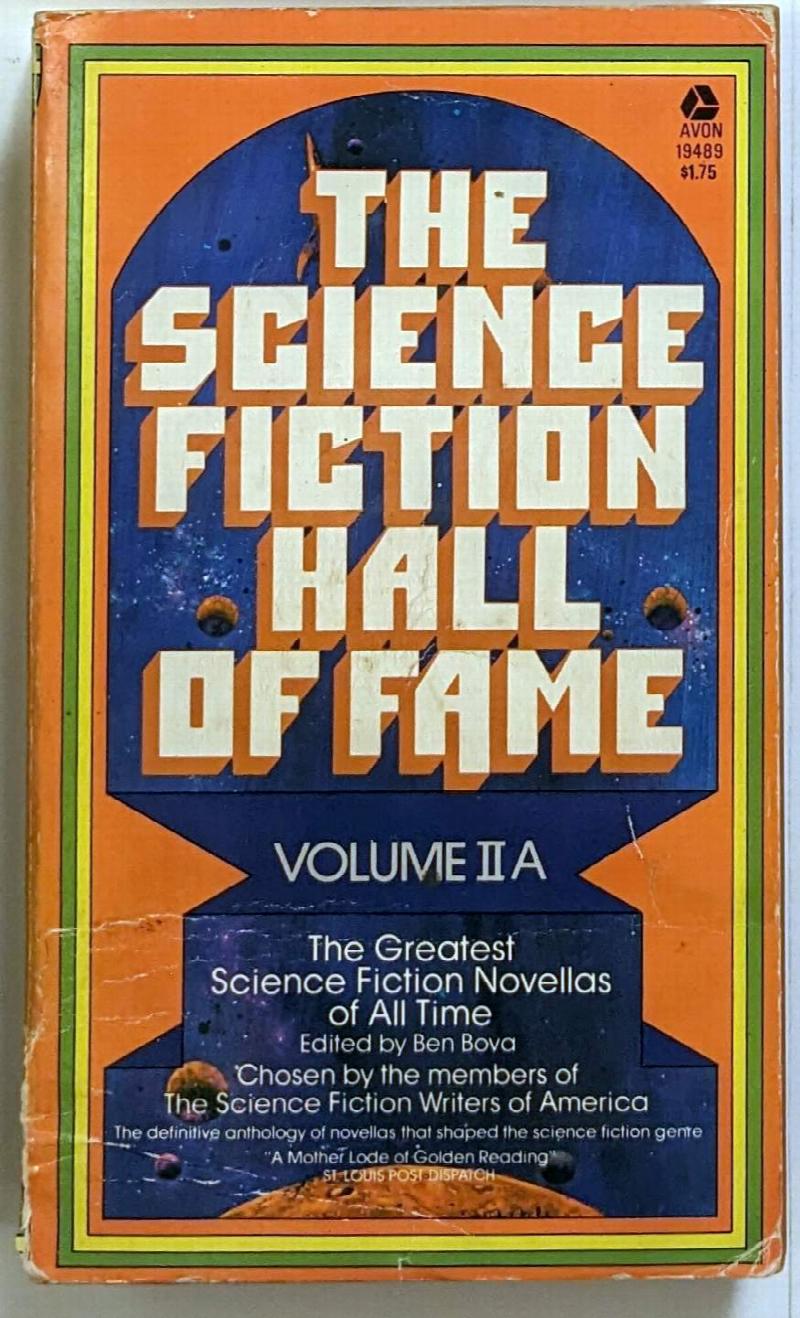 AVON
19489
$1.75
THE
SCIENCE
FICTION
HALL
OF FAME
VOLUME II A
The Greatest
Science Fiction Novellas
of All Time
Edited by Ben Bova
Chosen by the members of
The Science Fiction Writers of America
The definitive anthology of novellas that shaped the science fiction genre
"A Mother Lode of Golden Reading"
ST. LOUIS POST DISPATCH